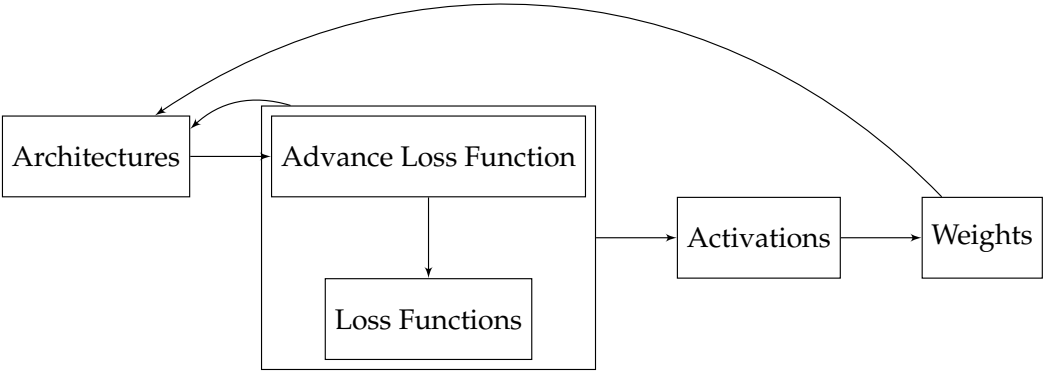 Architectures
Advance Loss Function
Loss Functions
Activations
Weights